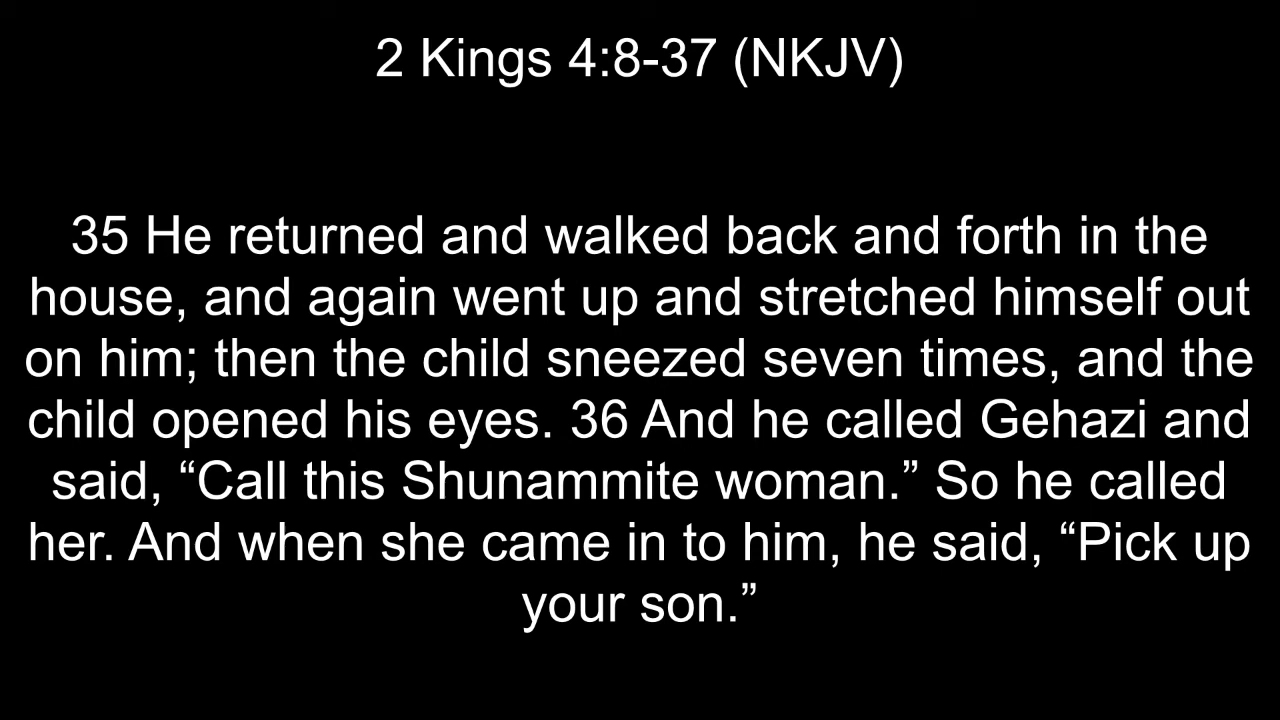 2 Kings 4:8-37 (NKJV)
35 He returned and walked back and forth in the
house, and again went up and stretched himself out
on him; then the child sneezed seven times, and the
child opened his eyes. 36 And he called Gehazi and
said, “Call this Shunammite woman.” So he called
her. And when she came in to him, he said, “Pick up
your son.”